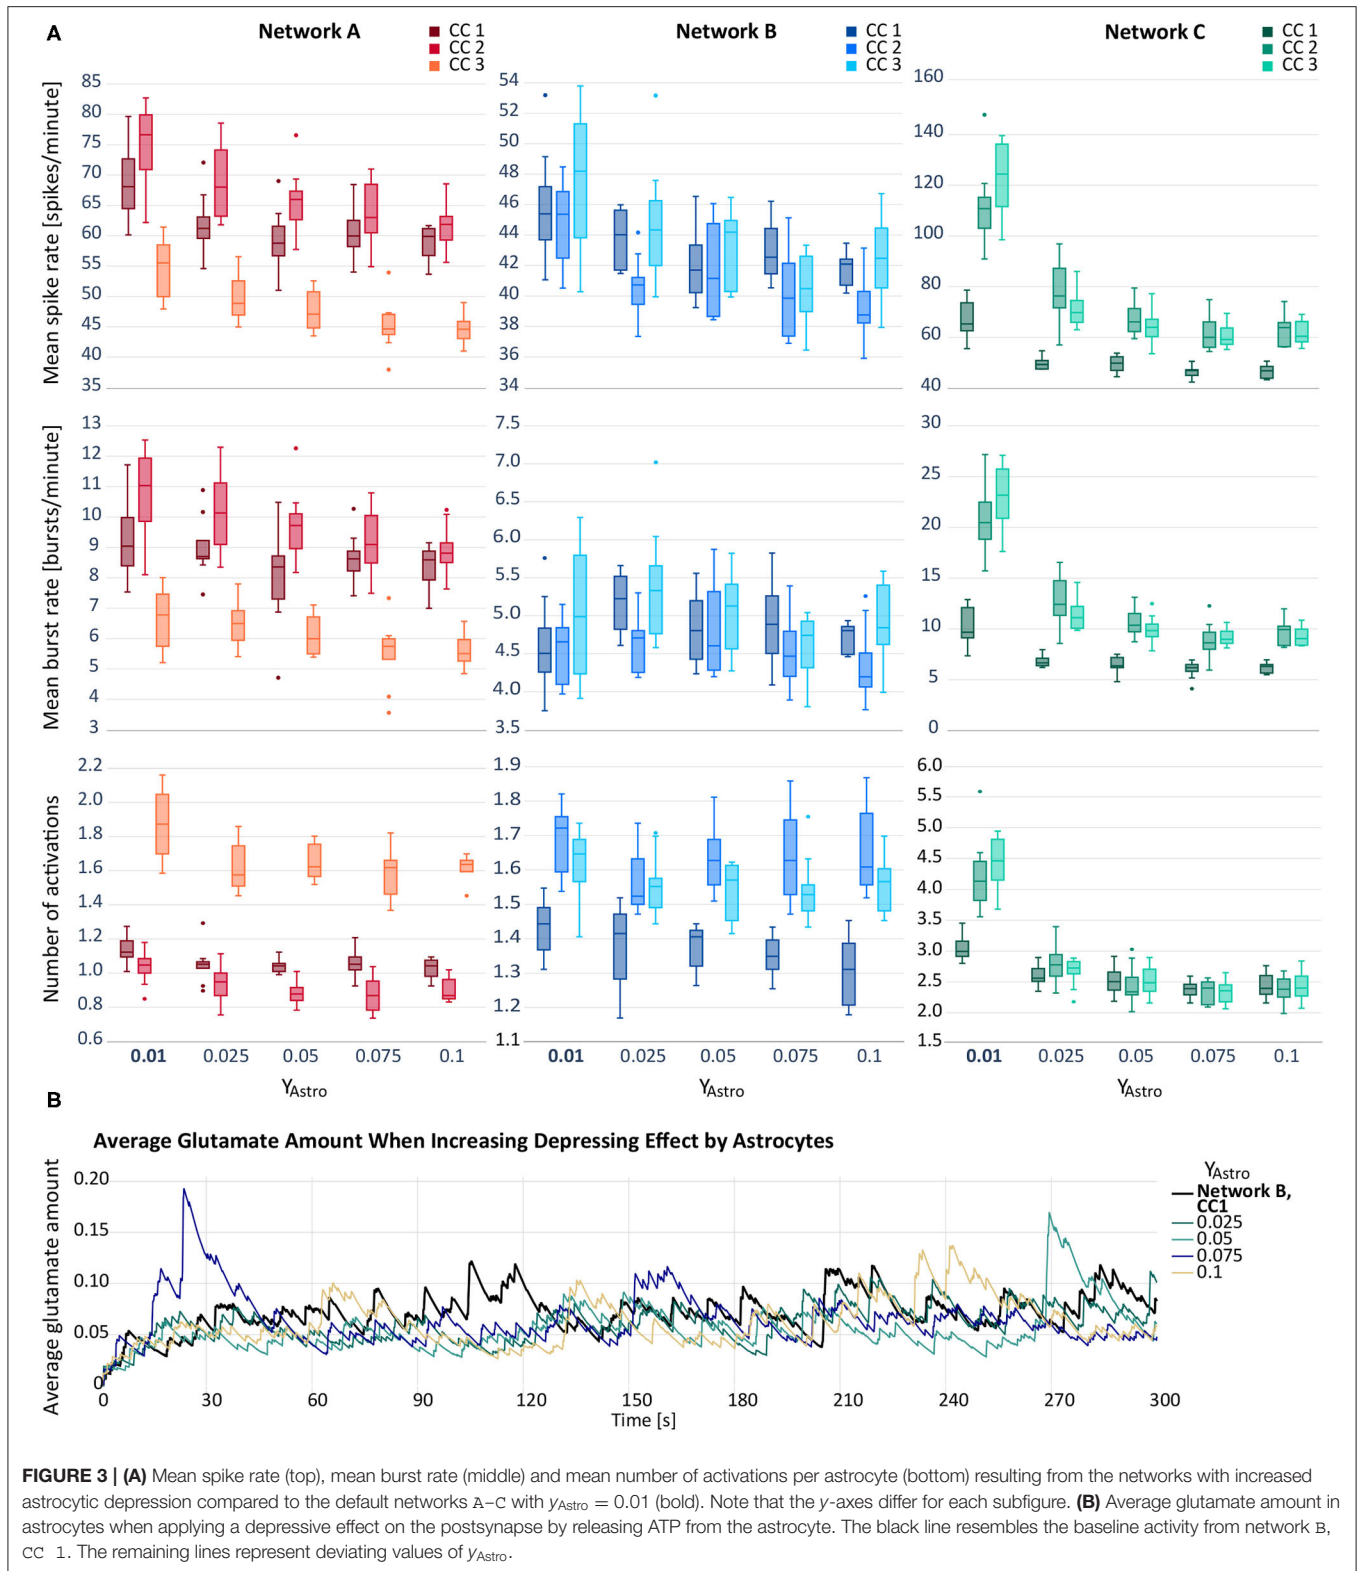 A
Network A
CC 1
CC 2
CC 3
Network B
CC 1
CC 2
CC 3
Network C
CC 1
CC 2
CC 3
Mean spike rate [spikes/minute]
85
80
75
70
65
60
55
50
45
40
35
54
52
50
48
46
44
42
40
38
36
34
160
140
120
100
80
60
40
Mean burst rate [bursts/minute]
13
12
11
10
9
8
7
6
5
4
3
7.5
7.0
6.5
6.0
5.5
5.0
4.5
4.0
3.5
30
25
20
15
10
5
0
Number of activations
2.2
2.0
1.8
1.6
1.4
1.2
1.0
0.8
0.6
1.9
1.8
1.7
1.6
1.5
1.4
1.3
1.2
1.1
6.0
5.5
5.0
4.5
4.0
3.5
3.0
2.5
2.0
1.5
0.01 0.025 0.05 0.075 0.1
0.01 0.025 0.05 0.075 0.1
0.01 0.025 0.05 0.075 0.1
YAstro
YAstro
YAstro
B
Average Glutamate Amount When Increasing Depressing Effect by Astrocytes
Average glutamate amount
0.20
0.15
0.10
0.05
0
0 30 60 90 120 150 180 210 240 270 300
Time [s]
YAstro
Network B,
CC1
0.025
0.05
0.075
0.1
FIGURE 3 | (A) Mean spike rate (top), mean burst rate (middle) and mean number of activations per astrocyte (bottom) resulting from the networks with increased
astrocytic depression compared to the default networks A–C with yAstro = 0.01 (bold). Note that the y-axes differ for each subfigure. (B) Average glutamate amount in
astrocytes when applying a depressive effect on the postsynapse by releasing ATP from the astrocyte. The black line resembles the baseline activity from network B,
CC 1. The remaining lines represent deviating values of yAstro.